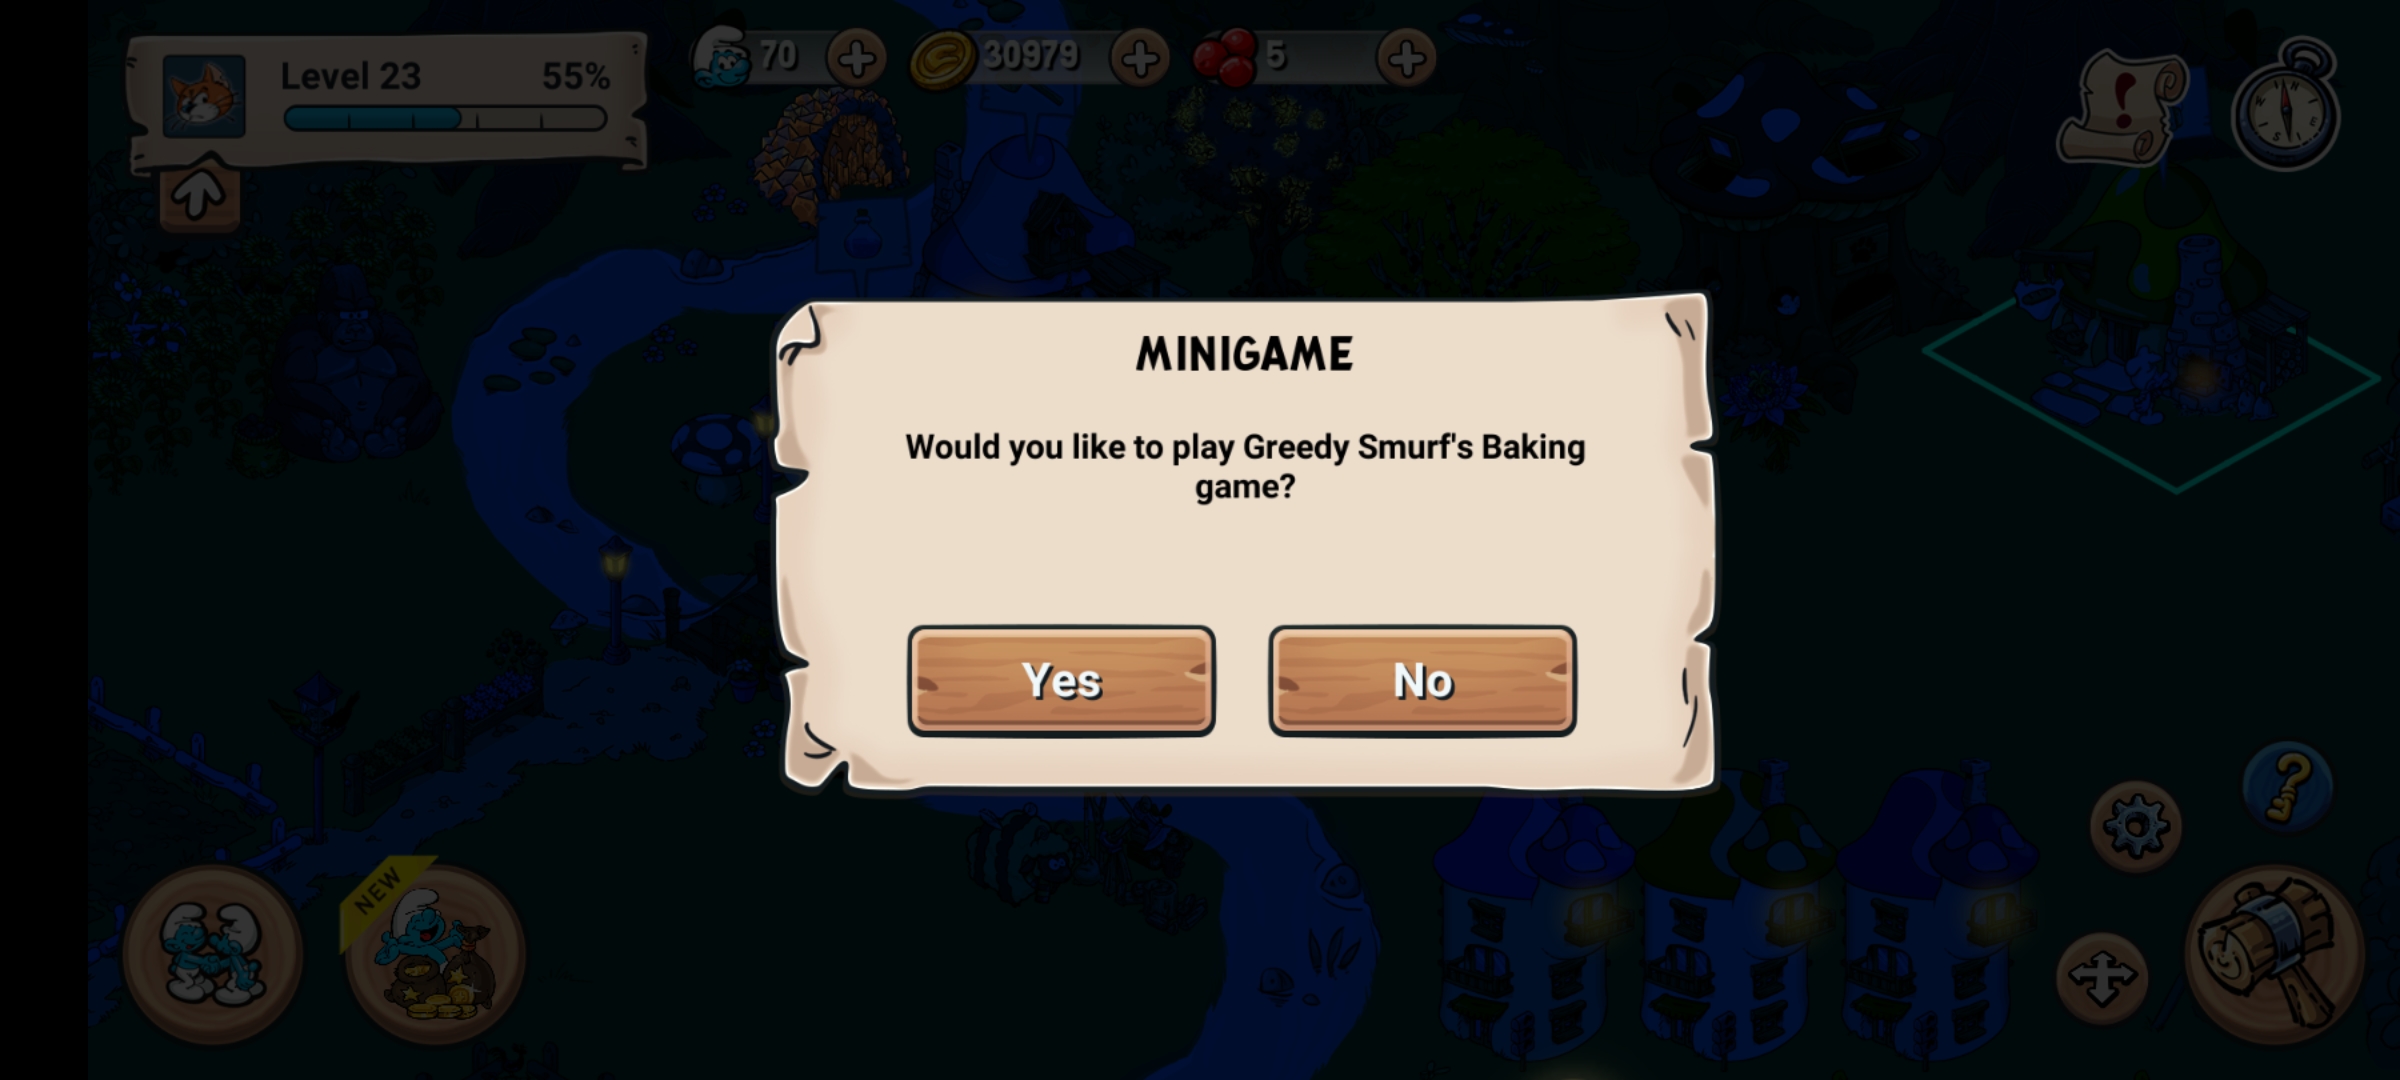 Level 23 55%
70
30979
5
MINIGAME
Would you like to play Greedy Smurf's Baking
game?
Yes
No
NEW